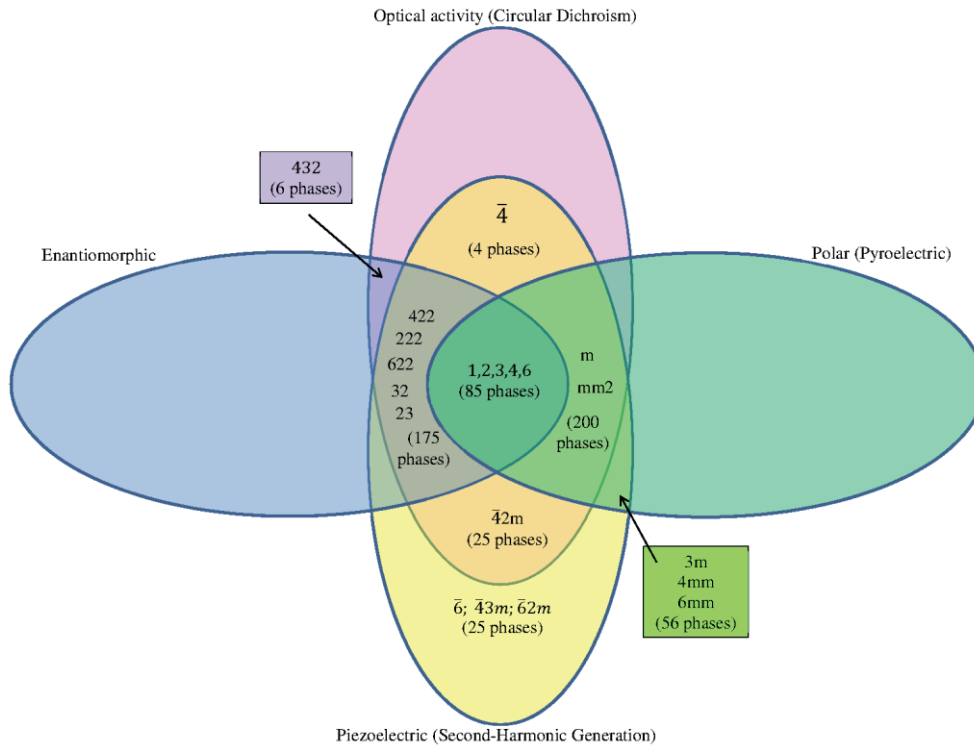 Optical activity (Circular Dichroism)
432
(6 phases)
4̅
(4 phases)
Enantiomorphic
Polar (Pyroelectric)
422
222
622
32
23
(175
phases)
1,2,3,4,6
(85 phases)
m
mm2
(200
phases)
4̅2m
(25 phases)
6̅; 4̅3m; 6̅2m
(25 phases)
3m
4mm
6mm
(56 phases)
Piezoelectric (Second-Harmonic Generation)